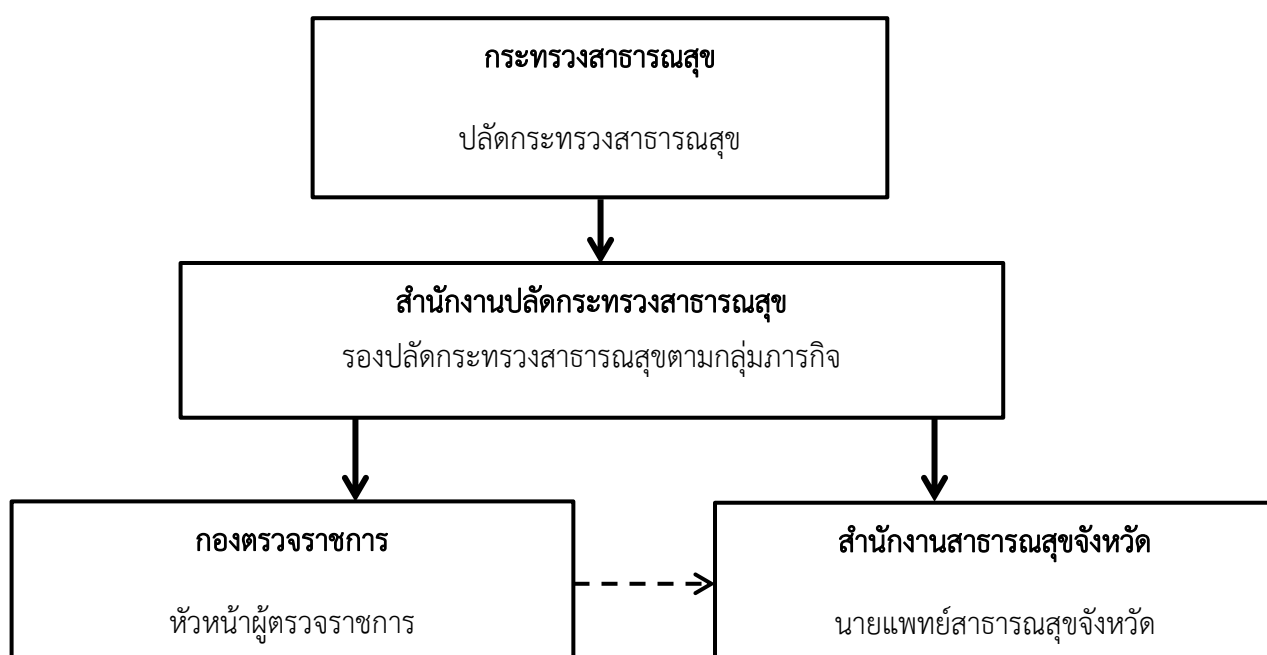 กระทรวงสาธารณสุข
ปลัดกระทรวงสาธารณสุข
สำนักงานปลัดกระทรวงสาธารณสุข
รองปลัดกระทรวงสาธารณสุขตามกลุ่มภารกิจ
กองตรวจราชการ
หัวหน้าผู้ตรวจราชการ
สำนักงานสาธารณสุขจังหวัด
นายแพทย์สาธารณสุขจังหวัด